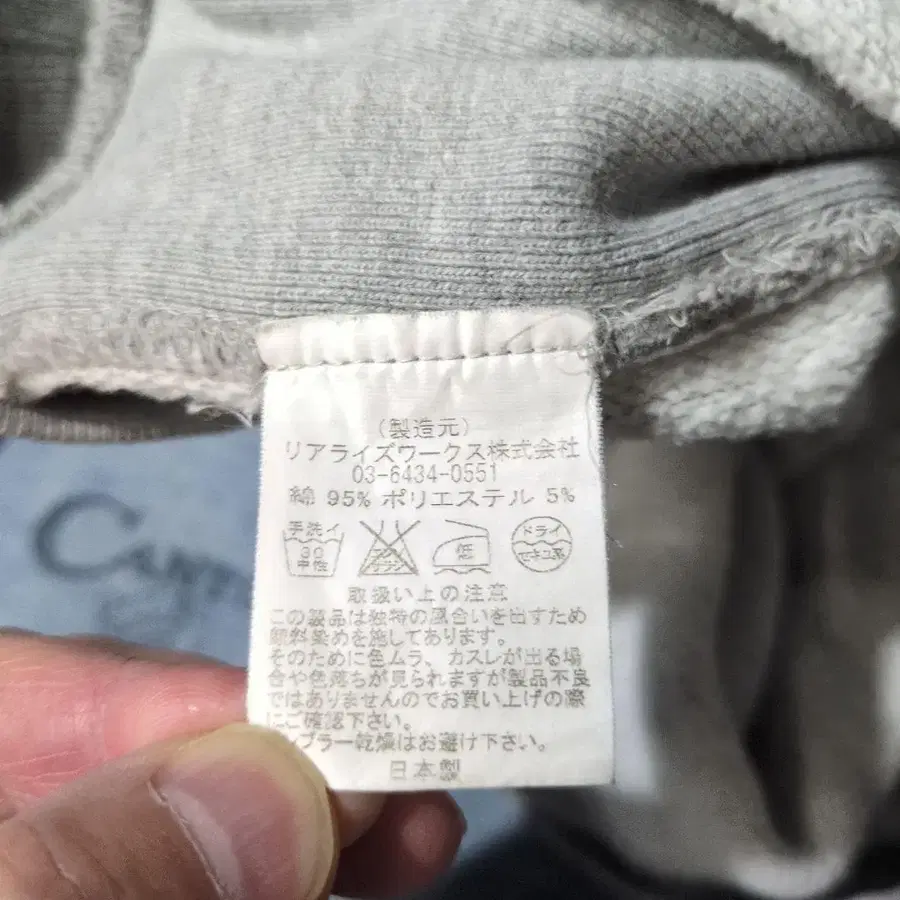 (製造元)
リアライズワークス株式会社
03-6434-0551
綿 95% ポリエステル 5%
手洗イ
30
中性
低
ドライ
セキユ系
取扱い上の注意
この製品は独特の風合いを出すため
顔料染めを施してあります。
そのために色ムラ、カスレが出る場
合や色落ちが見られますが製品不良
ではありませんのでお買い上げの際
にご確認下さい。
ンブラー乾燥はお避け下さい。
日本製